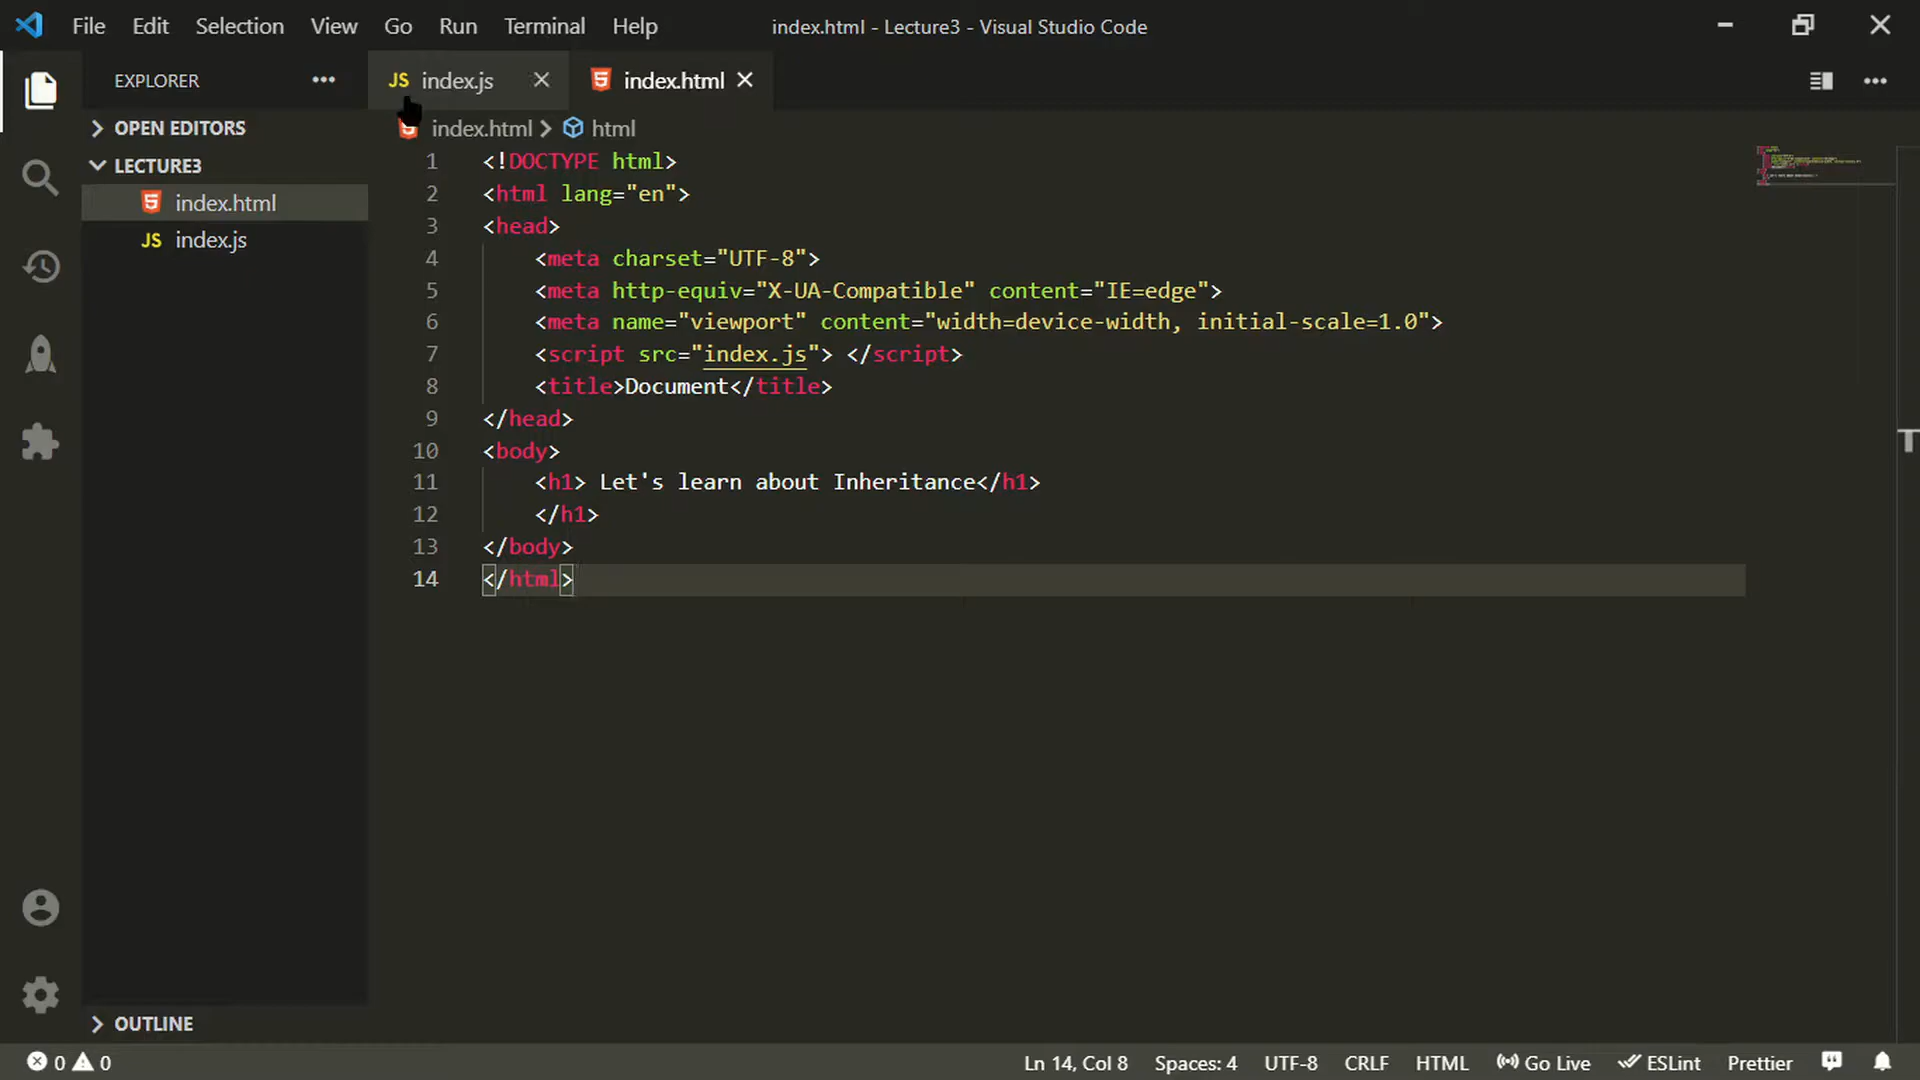 File Edit Selection View Go Run Terminal Help index.html - Lecture3 - Visual Studio Code
EXPLORER
JS index.js
index.html
OPEN EDITORS
index.html > html
LECTURE3
index.html
JS index.js
1 <!DOCTYPE html>
2 <html lang="en">
3 <head>
4 <meta charset="UTF-8">
5 <meta http-equiv="X-UA-Compatible" content="IE=edge">
6 <meta name="viewport" content="width=device-width, initial-scale=1.0">
7 <script src="index.js"> </script>
8 <title>Document</title>
9 </head>
10 <body>
11 <h1> Let's learn about Inheritance</h1>
12 </h1>
13 </body>
14 </html>
OUTLINE
0 0 Ln 14, Col 8 Spaces: 4 UTF-8 CRLF HTML Go Live ESLint Prettier